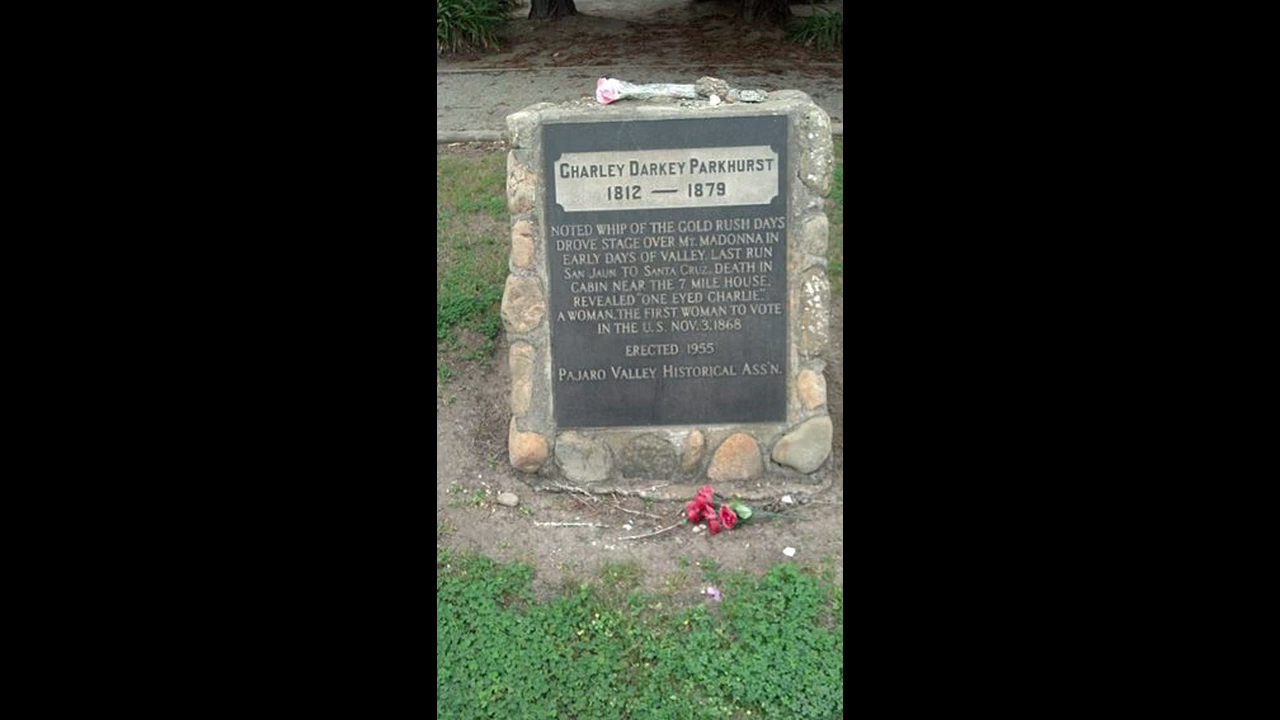 CHARLEY DARKEY PARKHURST
1812 — 1879
NOTED WHIP OF THE GOLD RUSH DAYS
DROVE STAGE OVER MT. MADONNA IN
EARLY DAYS OF VALLEY. LAST RUN
SAN JAUN TO SANTA CRUZ. DEATH IN
CABIN NEAR THE 7 MILE HOUSE.
REVEALED "ONE EYED CHARLIE".
A WOMAN. THE FIRST WOMAN TO VOTE
IN THE U.S. NOV. 3, 1868
ERECTED 1955
PAJARO VALLEY HISTORICAL ASS'N.